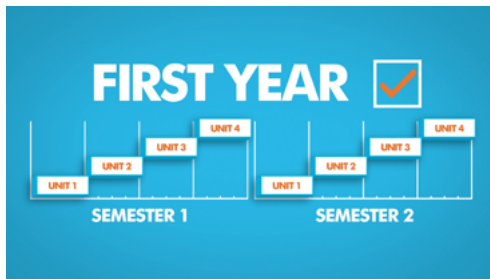 FIRST YEAR
UNIT 4
UNIT 3
UNIT 2
UNIT 1
SEMESTER 1
UNIT 4
UNIT 3
UNIT 2
UNIT 1
SEMESTER 2